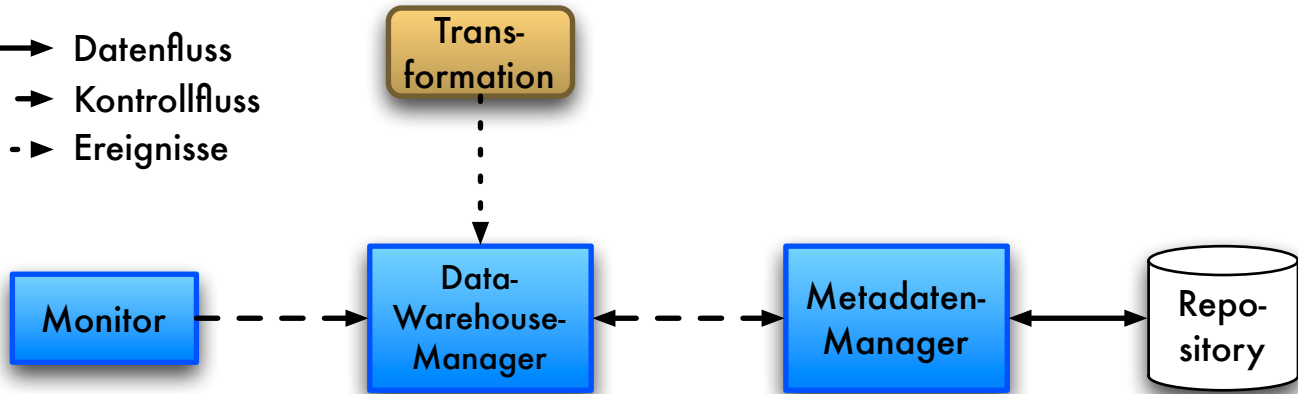 Datenfluss
Kontrollfluss
Ereignisse
Trans-
formation
Monitor
Data-
Warehouse-
Manager
Metadaten-
Manager
Repo-
sitory